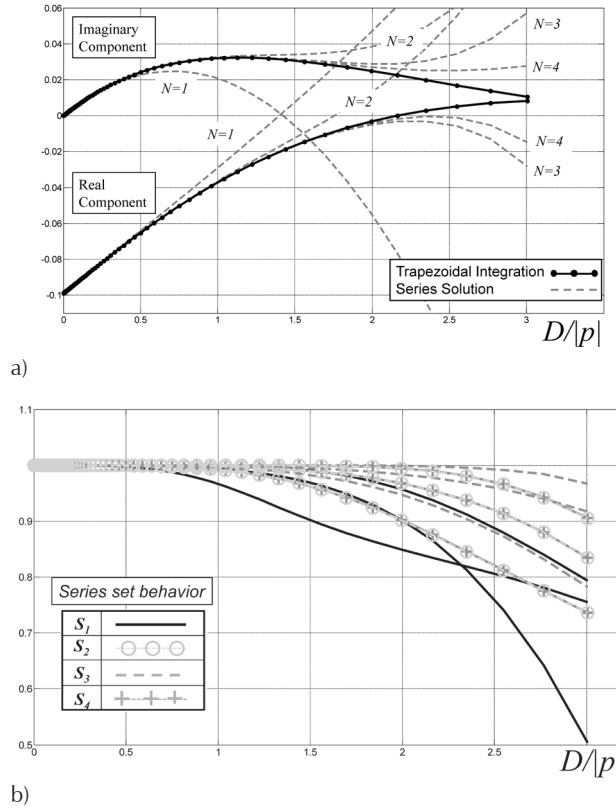 0.06
Imaginary
Component
N=2
N=3
0.04
N=4
0.02
N=1
N=2
0
N=1
-0.02
N=4
Real
Component
-0.04
N=3
-0.06
-0.08
Trapezoidal Integration
Series Solution
-0.1
0 0.5 1 1.5 2 2.5 3
D/|p|
a)
1.1
1
0.9
0.8
Series set behavior
S1
S2
S3
S4
0.7
0.6
0.5
0 0.5 1 1.5 2 2.5
D/|p
b)